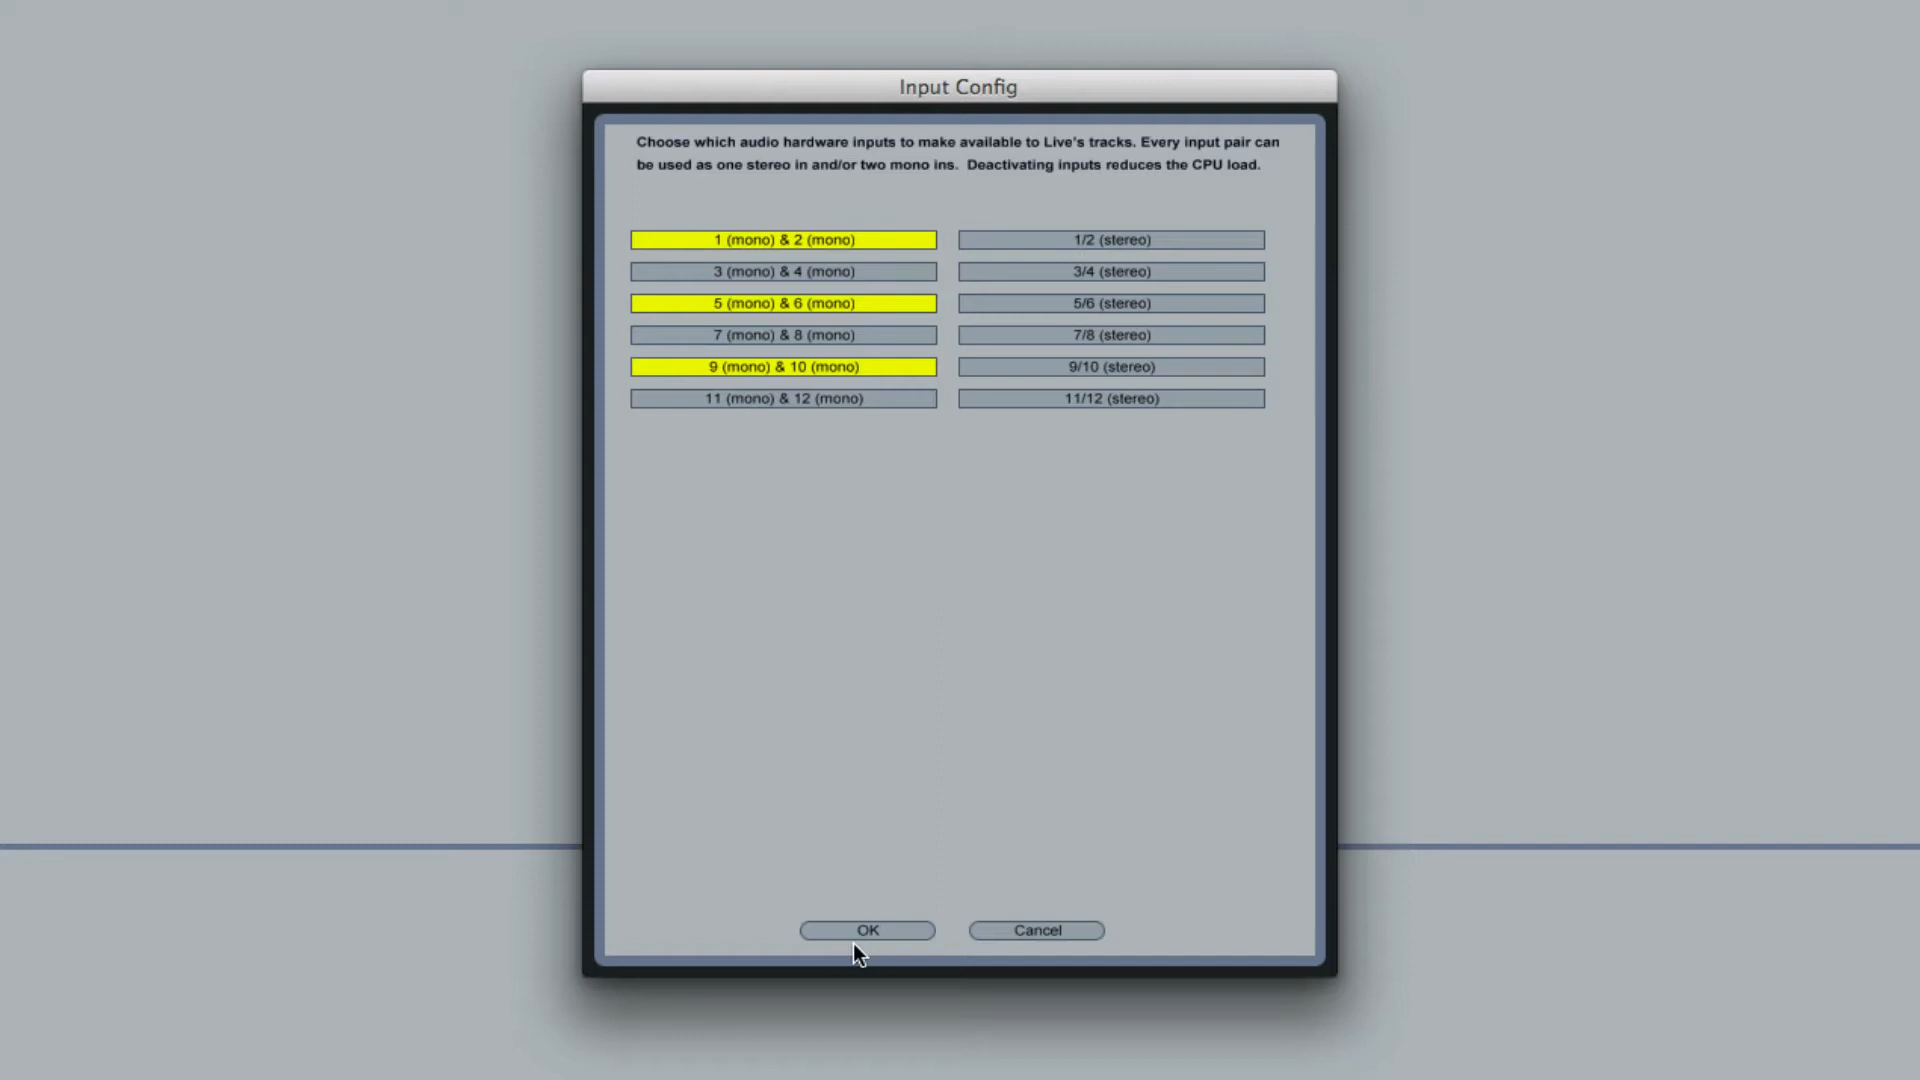 Input Config
Choose which audio hardware inputs to make available to Live's tracks. Every input pair can
be used as one stereo in and/or two mono ins.  Deactivating inputs reduces the CPU load.
1 (mono) & 2 (mono)
1/2 (stereo)
3 (mono) & 4 (mono)
3/4 (stereo)
5 (mono) & 6 (mono)
5/6 (stereo)
7 (mono) & 8 (mono)
7/8 (stereo)
9 (mono) & 10 (mono)
9/10 (stereo)
11 (mono) & 12 (mono)
11/12 (stereo)
OK
Cancel